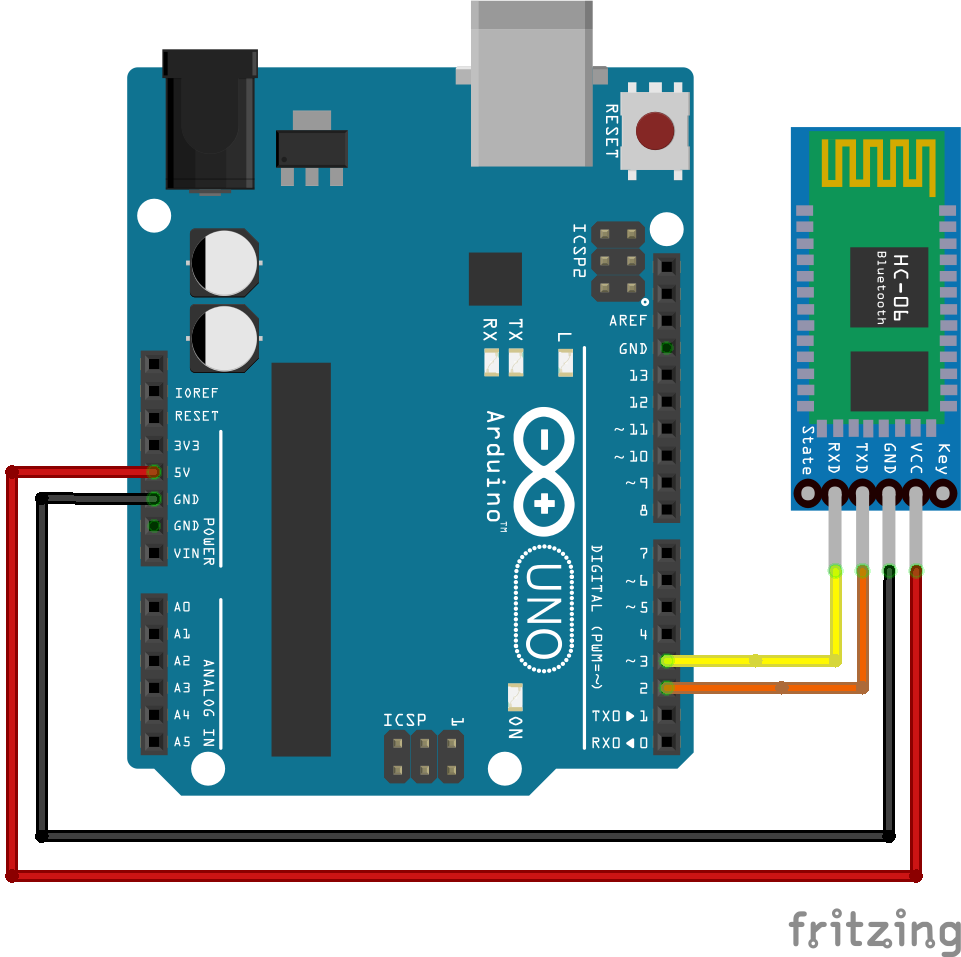 RESET
ICSP2
AREF
GND
13
12
~11
~10
~9
8
7
~6
~5
4
~3
2
TX0▶1
RX0◀0
DIGITAL (PWM=~)
RX
TX
L
Arduino™
UNO
ON
ICSP
1
IOREF
RESET
3V3
5V
GND
GND
VIN
POWER
A0
A1
A2
A3
A4
A5
ANALOG IN
HC-06
Bluetooth
State
RXD
TXD
GND
VCC
Key
fritzing